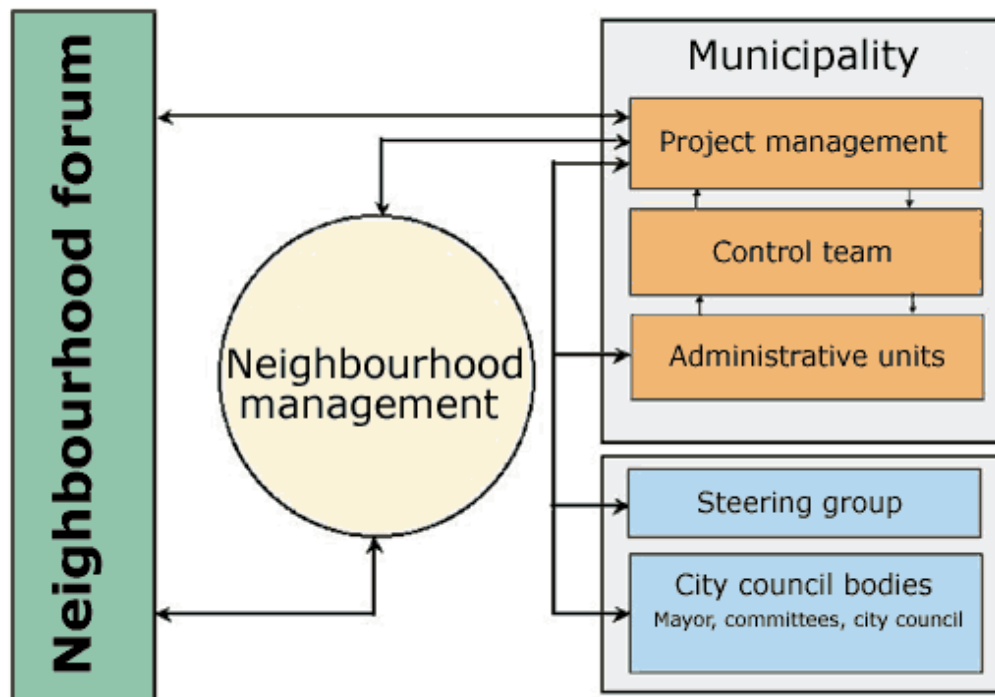 Neighbourhood forum
Neighbourhood
management
Municipality
Project management
Control team
Administrative units
Steering group
City council bodies
Mayor, committees, city council